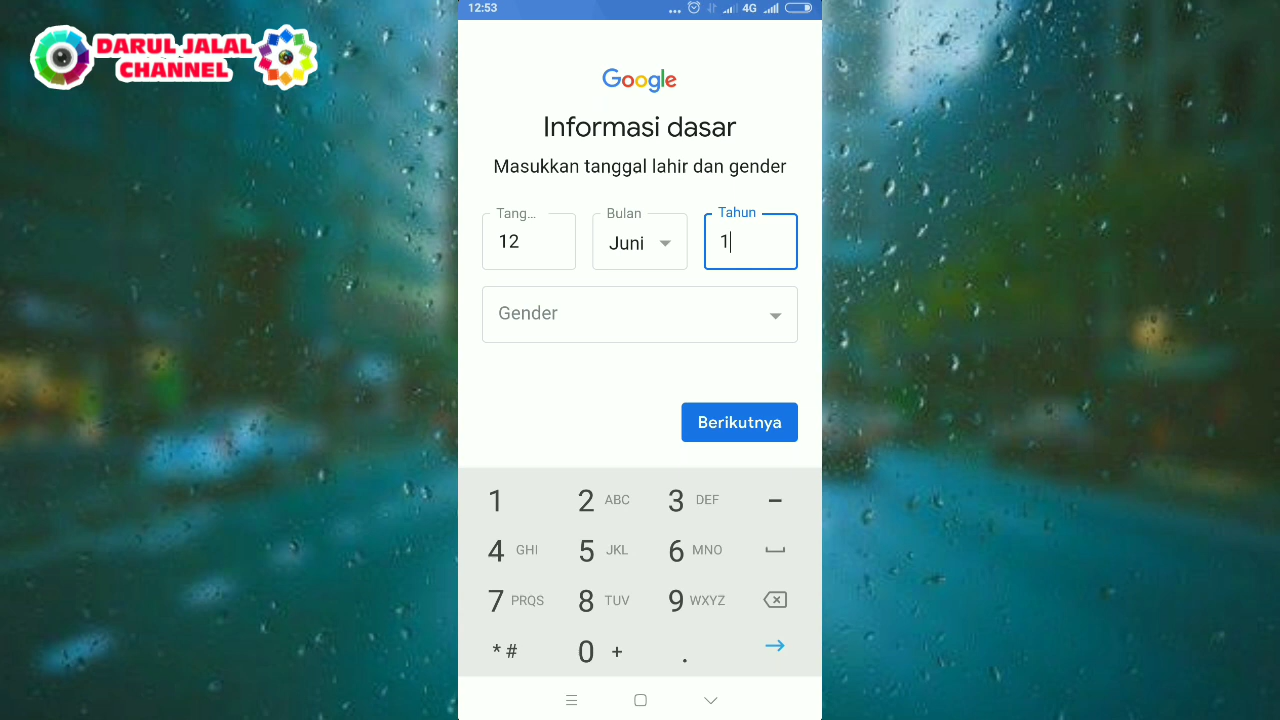 DARUL JALAL
CHANNEL
12:53
... 4G
Google
Informasi dasar
Masukkan tanggal lahir dan gender
Tang... Bulan Tahun
12 Juni 1
Gender
Berikutnya
1 2 ABC 3 DEF -
4 GHI 5 JKL 6 MNO
7 PRQS 8 TUV 9 WXYZ
*# 0 + .